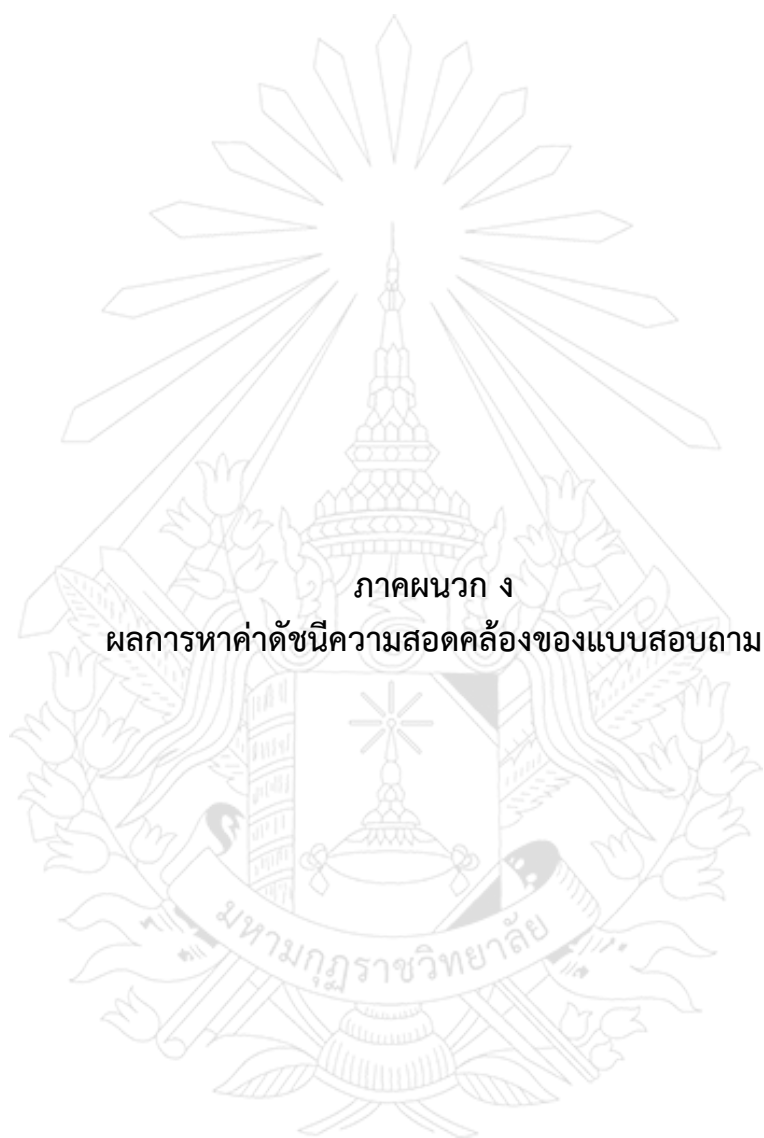 ภาคผนวก ง
ผลการหาค่าดัชนีความสอดคล้องของแบบสอบถาม
มหามกุฏราชวิทยาลัย